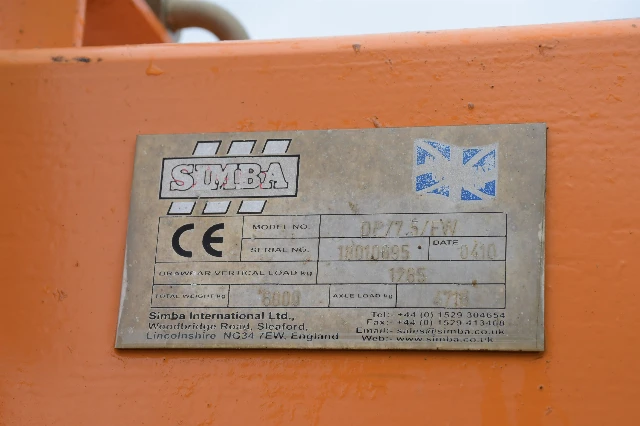 SIMBA
CE MODEL NO. DP/7.5/FW
SERIAL NO. DATE 0410
DRAWBAR VERTICAL LOAD kg 1785
TOTAL WEIGHT kg 6000 AXLE LOAD kg
Simba International Ltd.,
Woodbridge Road, Sleaford,
Lincolnshire NG34 7EW, England
Tel:- +44 (0) 1529 304654
Fax:- +44 (0) 1529 413468
Email:- sales@simba.co.uk
Web:- www.simba.co.uk